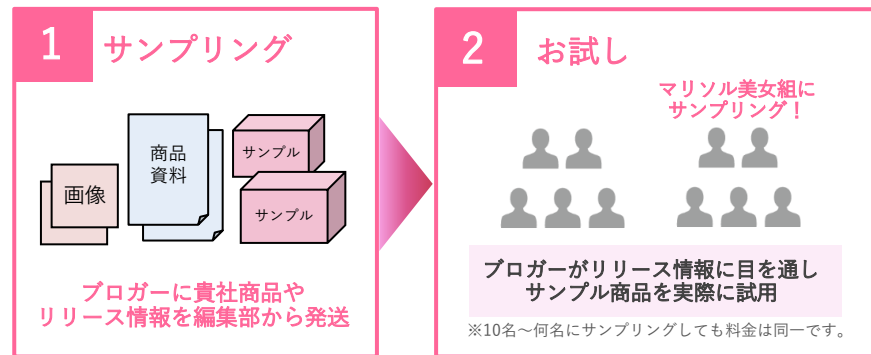 1 サンプリング
画像
商品
資料
サンプル
サンプル
ブロガーに貴社商品や
リリース情報を編集部から発送
2 お試し
マリソル美女組に
サンプリング！
ブロガーがリリース情報に目を通し
サンプル商品を実際に試用
※10名～何名にサンプリングしても料金は同一です。